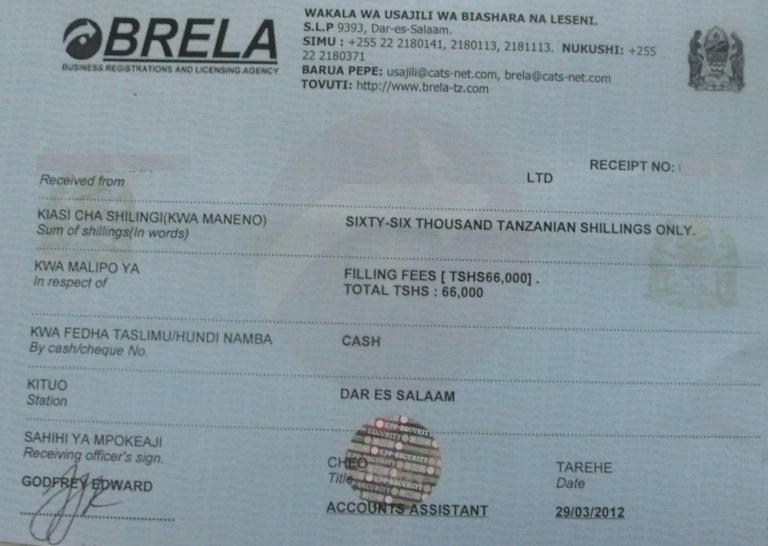 BRELA
BUSINESS REGISTRATIONS AND LICENSING AGENCY
WAKALA WA USAJILI WA BIASHARA NA LESENI.
S.L.P 9393, Dar-es-Salaam.
SIMU : +255 22 2180141, 2180113, 2181113. NUKUSHI: +255
22 2180371
BARUA PEPE: usajili@cats-net.com, brela@cats-net.com
TOVUTI: http://www.brela-tz.com
RECEIPT NO:
Received from
LTD
KIASI CHA SHILINGI(KWA MANENO)
Sum of shillings(In words)
SIXTY-SIX THOUSAND TANZANIAN SHILLINGS ONLY.
KWA MALIPO YA
In respect of
FILLING FEES [ TSHS66,000] .
TOTAL TSHS : 66,000
KWA FEDHA TASLIMU/HUNDI NAMBA
By cash/cheque No.
CASH
KITUO
Station
DAR ES SALAAM
SAHIHI YA MPOKEAJI
Receiving officer's sign.
GODFREY EDWARD
CHEO
Title
ACCOUNTS ASSISTANT
TAREHE
Date
29/03/2012
SECURITY